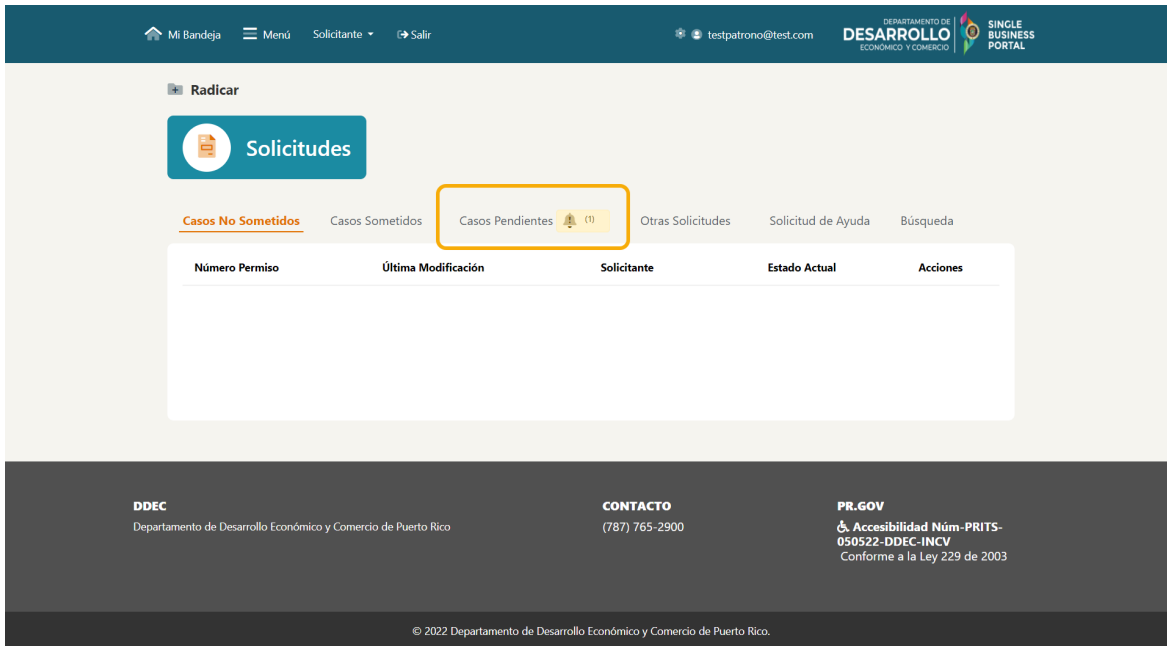 Mi Bandeja Menú Solicitante Salir testpatrono@test.com
DEPARTAMENTO DE
DESARROLLO
ECONÓMICO Y COMERCIO
SINGLE
BUSINESS
PORTAL
Radicar
Solicitudes
Casos No Sometidos Casos Sometidos Casos Pendientes (1) Otras Solicitudes Solicitud de Ayuda Búsqueda
Número Permiso Última Modificación Solicitante Estado Actual Acciones
DDEC
Departamento de Desarrollo Económico y Comercio de Puerto Rico
CONTACTO
(787) 765-2900
PR.GOV
Accesibilidad Núm-PRITS-
050522-DDEC-INCV
Conforme a la Ley 229 de 2003
© 2022 Departamento de Desarrollo Económico y Comercio de Puerto Rico.